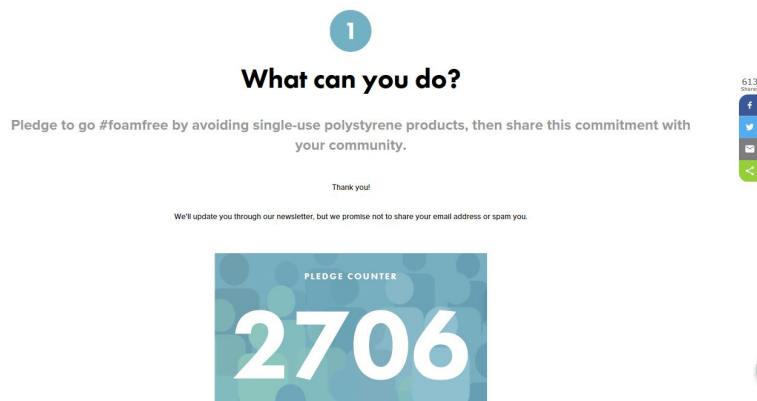 1
What can you do?
Pledge to go #foamfree by avoiding single-use polystyrene products, then share this commitment with
your community.
613
Shares
Thank you!
We'll update you through our newsletter, but we promise not to share your email address or spam you.
PLEDGE COUNTER
2706